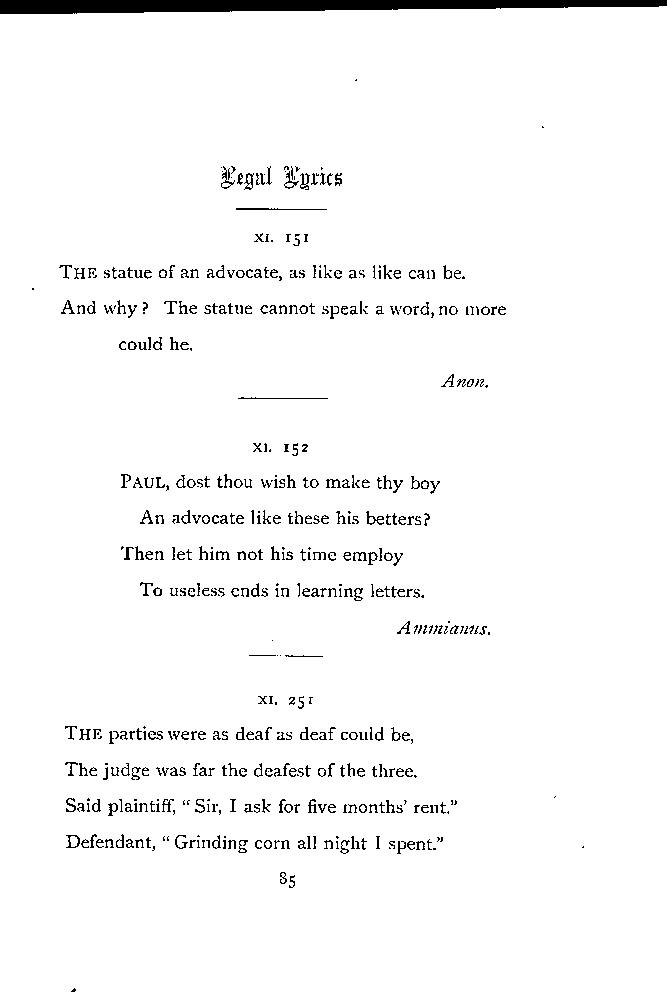 Legal Lyrics
XI. 151
THE statue of an advocate, as like as like can be.
And why? The statue cannot speak a word, no more
could he.
Anon.
XI. 152
PAUL, dost thou wish to make thy boy
An advocate like these his betters?
Then let him not his time employ
To useless ends in learning letters.
Ammianus.
XI. 251
THE parties were as deaf as deaf could be,
The judge was far the deafest of the three.
Said plaintiff, "Sir, I ask for five months' rent."
Defendant, "Grinding corn all night I spent."
85